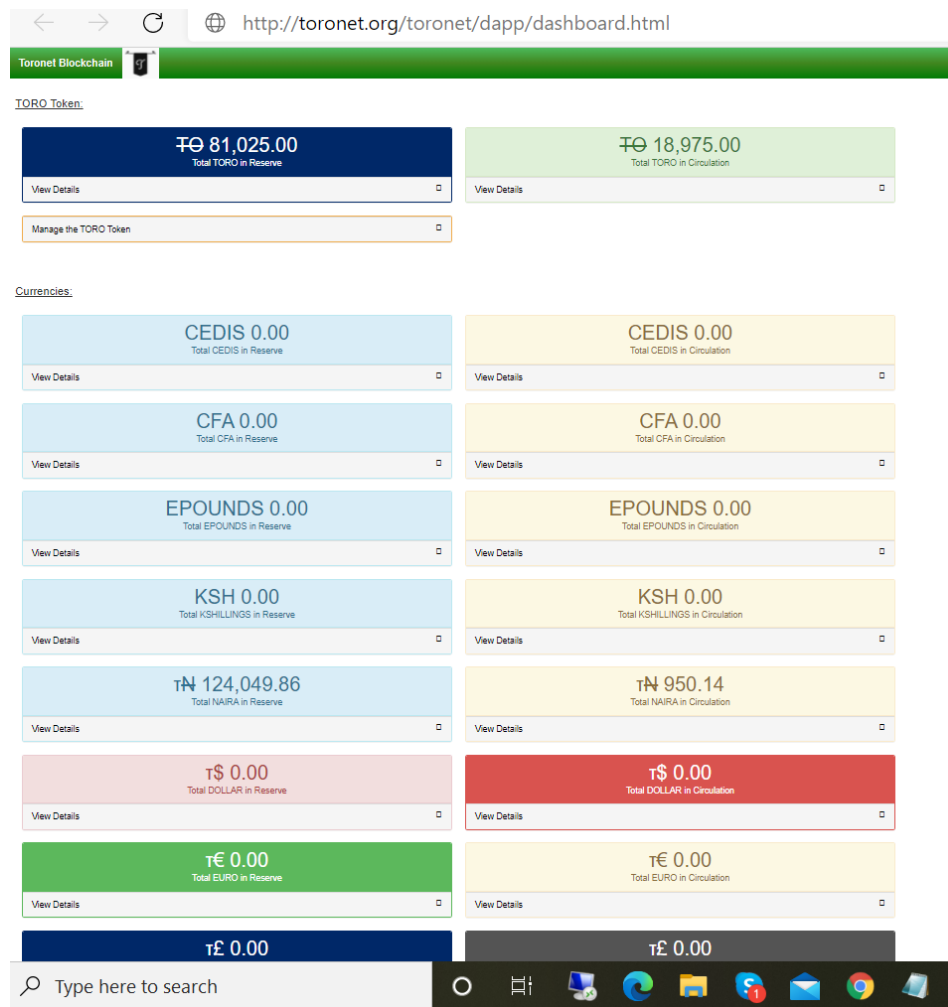 http://toronet.org/toronet/dapp/dashboard.html
Toronet Blockchain
TORO Token:
T̶O̶ 81,025.00
Total TORO in Reserve
View Details
T̶O̶ 18,975.00
Total TORO in Circulation
View Details
Manage the TORO Token
Currencies:
CEDIS 0.00
Total CEDIS in Reserve
View Details
CEDIS 0.00
Total CEDIS in Circulation
View Details
CFA 0.00
Total CFA in Reserve
View Details
CFA 0.00
Total CFA in Circulation
View Details
EPOUNDS 0.00
Total EPOUNDS in Reserve
View Details
EPOUNDS 0.00
Total EPOUNDS in Circulation
View Details
KSH 0.00
Total KSHILLINGS in Reserve
View Details
KSH 0.00
Total KSHILLINGS in Circulation
View Details
T₦ 124,049.86
Total NAIRA in Reserve
View Details
T₦ 950.14
Total NAIRA in Circulation
View Details
T$ 0.00
Total DOLLAR in Reserve
View Details
T$ 0.00
Total DOLLAR in Circulation
View Details
T€ 0.00
Total EURO in Reserve
View Details
T€ 0.00
Total EURO in Circulation
View Details
T£ 0.00
T£ 0.00
Type here to search
1